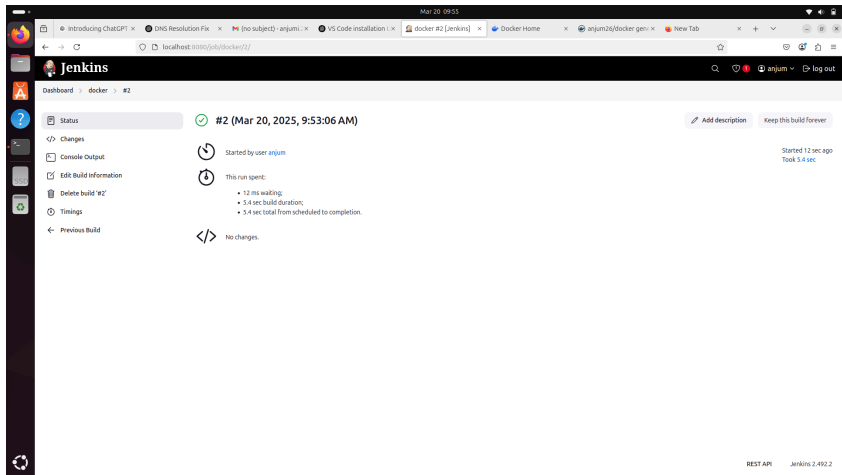 Mar 20 09:55
Introducing ChatGPT ×
DNS Resolution Fix ×
(no subject) - anjumi. ×
VS Code installation ×
docker #2 [Jenkins] ×
Docker Home ×
anjum26/docker gen ×
New Tab ×
localhost:8080/job/docker/2/
Jenkins
1
anjum
log out
Dashboard > docker > #2
Status
Changes
Console Output
Edit Build Information
Delete build '#2'
Timings
Previous Build
#2 (Mar 20, 2025, 9:53:06 AM)
Add description
Keep this build forever
Started by user anjum
Started 12 sec ago
Took 5.4 sec
This run spent:
12 ms waiting;
5.4 sec build duration;
5.4 sec total from scheduled to completion.
No changes.
SSD
REST API
Jenkins 2.492.2